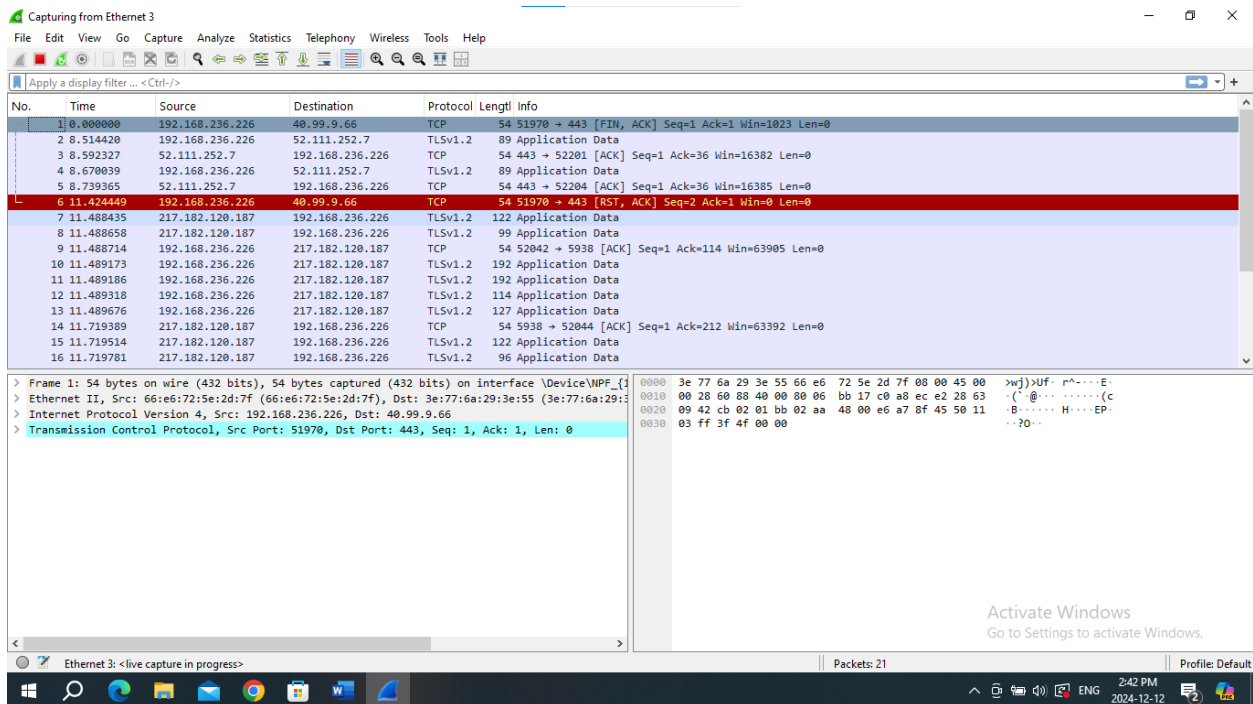 Capturing from Ethernet 3
File Edit View Go Capture Analyze Statistics Telephony Wireless Tools Help
Apply a display filter ... <Ctrl-/>
No. Time Source Destination Protocol Lengtl Info
1 0.000000 192.168.236.226 40.99.9.66 TCP 54 51970 → 443 [FIN, ACK] Seq=1 Ack=1 Win=1023 Len=0
2 8.514420 192.168.236.226 52.111.252.7 TLSv1.2 89 Application Data
3 8.592327 52.111.252.7 192.168.236.226 TCP 54 443 → 52201 [ACK] Seq=1 Ack=36 Win=16382 Len=0
4 8.670039 192.168.236.226 52.111.252.7 TLSv1.2 89 Application Data
5 8.739365 52.111.252.7 192.168.236.226 TCP 54 443 → 52204 [ACK] Seq=1 Ack=36 Win=16385 Len=0
6 11.424449 192.168.236.226 40.99.9.66 TCP 54 51970 → 443 [RST, ACK] Seq=2 Ack=1 Win=0 Len=0
7 11.488435 217.182.120.187 192.168.236.226 TLSv1.2 122 Application Data
8 11.488658 217.182.120.187 192.168.236.226 TLSv1.2 99 Application Data
9 11.488714 192.168.236.226 217.182.120.187 TCP 54 52042 → 5938 [ACK] Seq=1 Ack=114 Win=63905 Len=0
10 11.489173 192.168.236.226 217.182.120.187 TLSv1.2 192 Application Data
11 11.489186 192.168.236.226 217.182.120.187 TLSv1.2 192 Application Data
12 11.489318 192.168.236.226 217.182.120.187 TLSv1.2 114 Application Data
13 11.489676 192.168.236.226 217.182.120.187 TLSv1.2 127 Application Data
14 11.719389 217.182.120.187 192.168.236.226 TCP 54 5938 → 52044 [ACK] Seq=1 Ack=212 Win=63392 Len=0
15 11.719514 217.182.120.187 192.168.236.226 TLSv1.2 122 Application Data
16 11.719781 217.182.120.187 192.168.236.226 TLSv1.2 96 Application Data
Frame 1: 54 bytes on wire (432 bits), 54 bytes captured (432 bits) on interface \Device\NPF_{1
Ethernet II, Src: 66:e6:72:5e:2d:7f (66:e6:72:5e:2d:7f), Dst: 3e:77:6a:29:3e:55 (3e:77:6a:29:3
Internet Protocol Version 4, Src: 192.168.236.226, Dst: 40.99.9.66
Transmission Control Protocol, Src Port: 51970, Dst Port: 443, Seq: 1, Ack: 1, Len: 0
0000 3e 77 6a 29 3e 55 66 e6 72 5e 2d 7f 08 00 45 00 >wj)>Uf· r^-···E·
0010 00 28 60 88 40 00 80 06 bb 17 c0 a8 ec e2 28 63 ·(`·@··· ······(c
0020 09 42 cb 02 01 bb 02 aa 48 00 e6 a7 8f 45 50 11 ·B······ H····EP·
0030 03 ff 3f 4f 00 00 ··?O··
Activate Windows
Go to Settings to activate Windows.
Ethernet 3: <live capture in progress> Packets: 21 Profile: Default
ENG 2:42 PM
2024-12-12 2